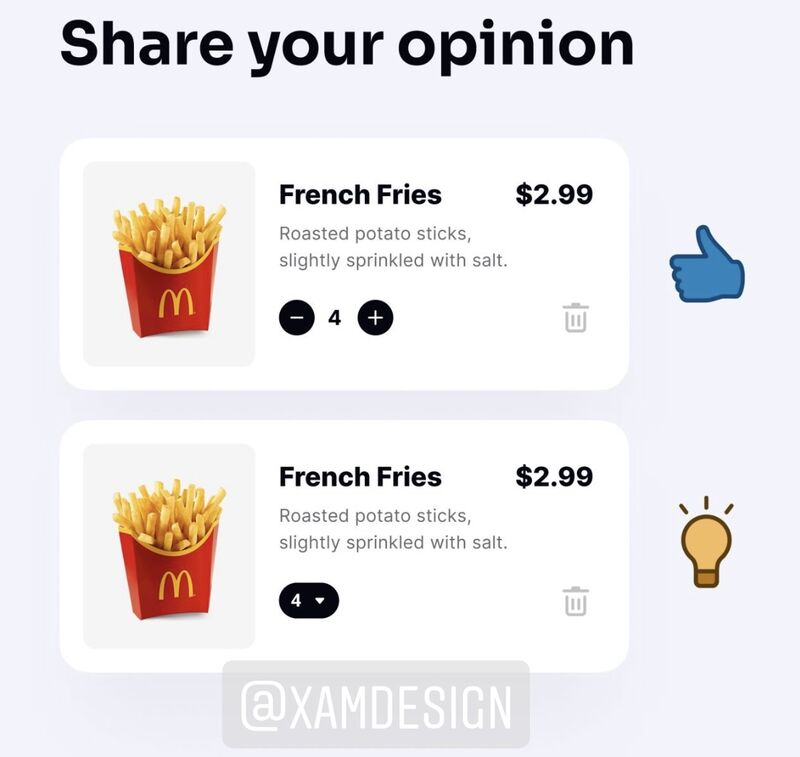 Share your opinion
French Fries $2.99
Roasted potato sticks,
slightly sprinkled with salt.
4
French Fries $2.99
Roasted potato sticks,
slightly sprinkled with salt.
4
@XAMDESIGN